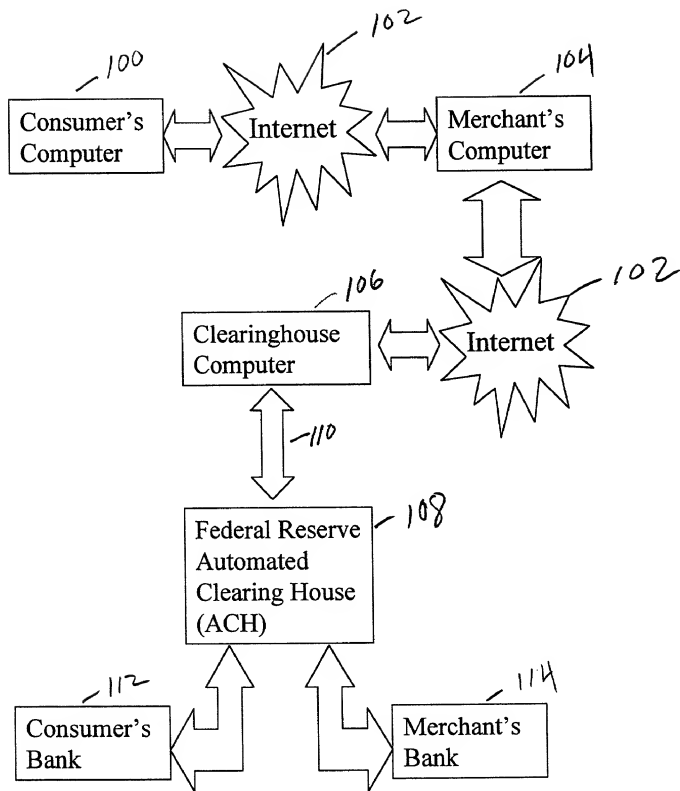 100
102
104
Consumer's
Computer
Internet
Merchant's
Computer
102
106
Clearinghouse
Computer
Internet
110
108
Federal Reserve
Automated
Clearing House
(ACH)
112
114
Consumer's
Bank
Merchant's
Bank